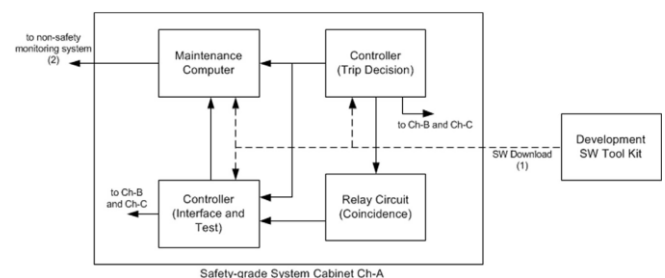 to non-safety
monitoring system
(2)
Maintenance
Computer
Controller
(Trip Decision)
to Ch-B and Ch-C
Development
SW Tool Kit
SW Download
(1)
to Ch-B
and Ch-C
Controller
(Interface and
Test)
Relay Circuit
(Coincidence)
Safety-grade System Cabinet Ch-A